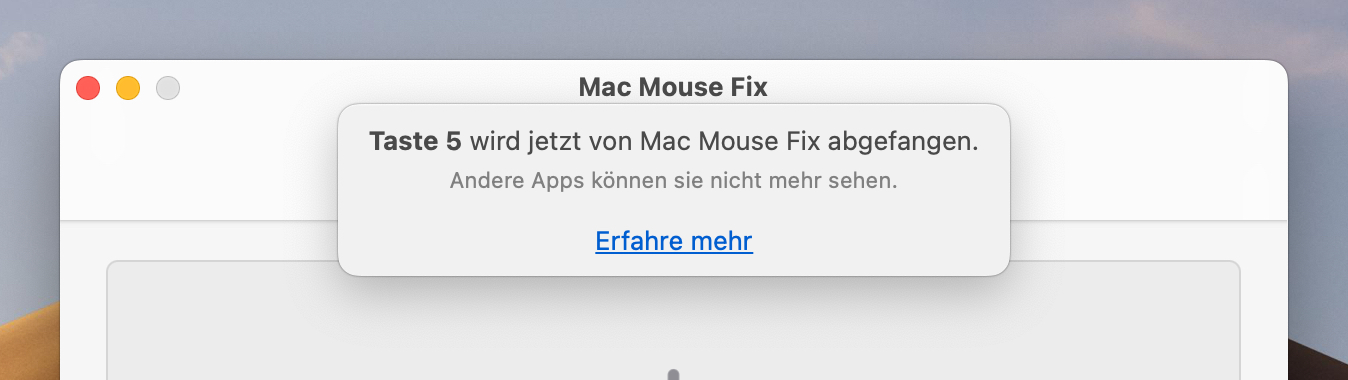 Mac Mouse Fix
Taste 5 wird jetzt von Mac Mouse Fix abgefangen.
Andere Apps können sie nicht mehr sehen.
Erfahre mehr